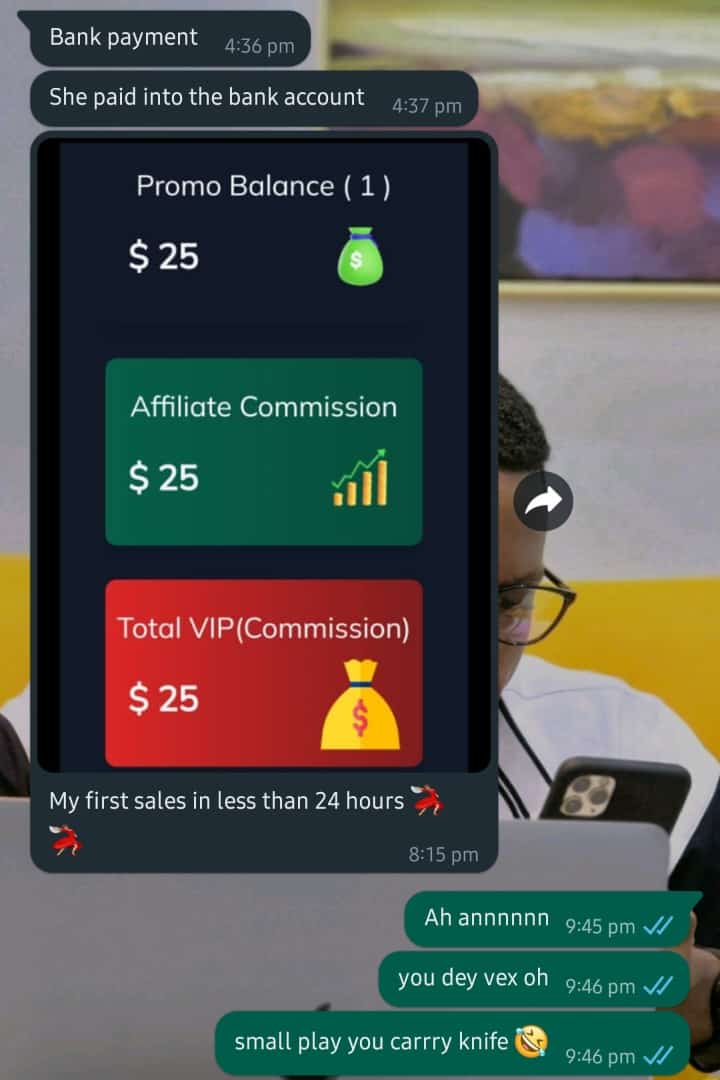 Bank payment 4:36 pm
She paid into the bank account 4:37 pm
Promo Balance ( 1 )
$ 25
$
Affiliate Commission
$ 25
Total VIP(Commission)
$ 25
$
My first sales in less than 24 hours 💃
💃
8:15 pm
Ah annnnnn 9:45 pm
you dey vex oh 9:46 pm
small play you carrry knife 🤣 9:46 pm